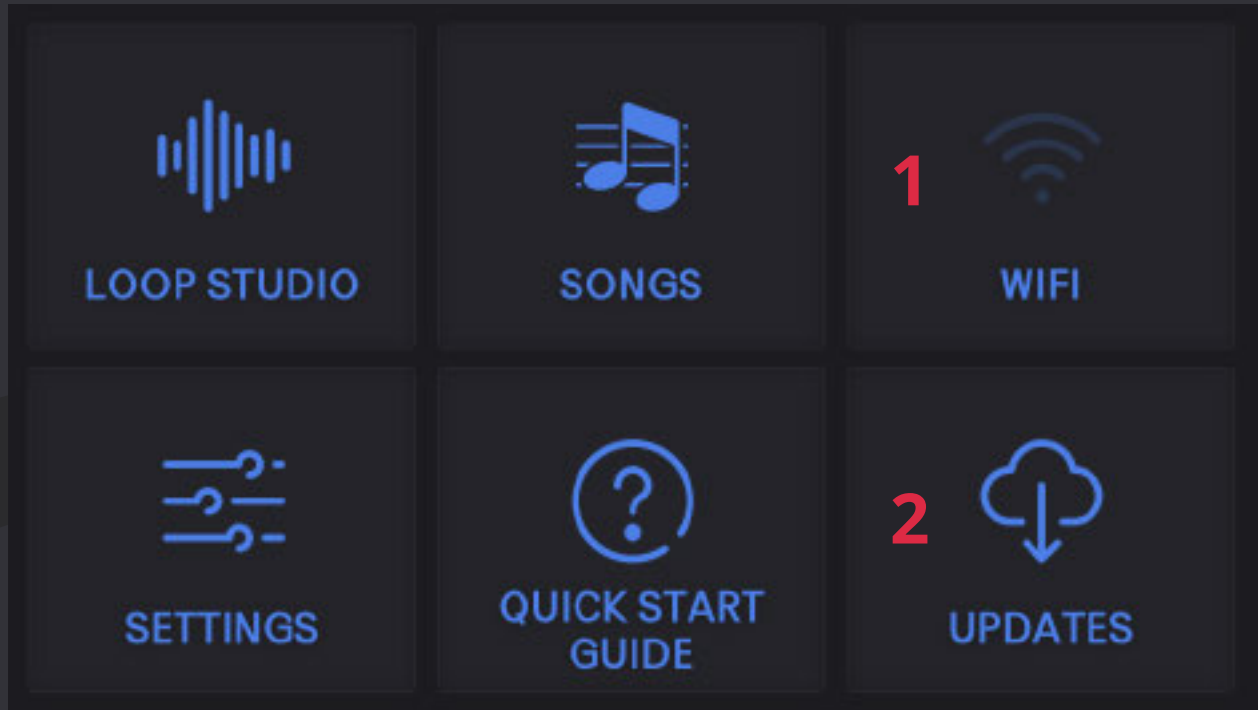 LOOP STUDIO
SONGS
1
WIFI
SETTINGS
QUICK START
GUIDE
2
UPDATES